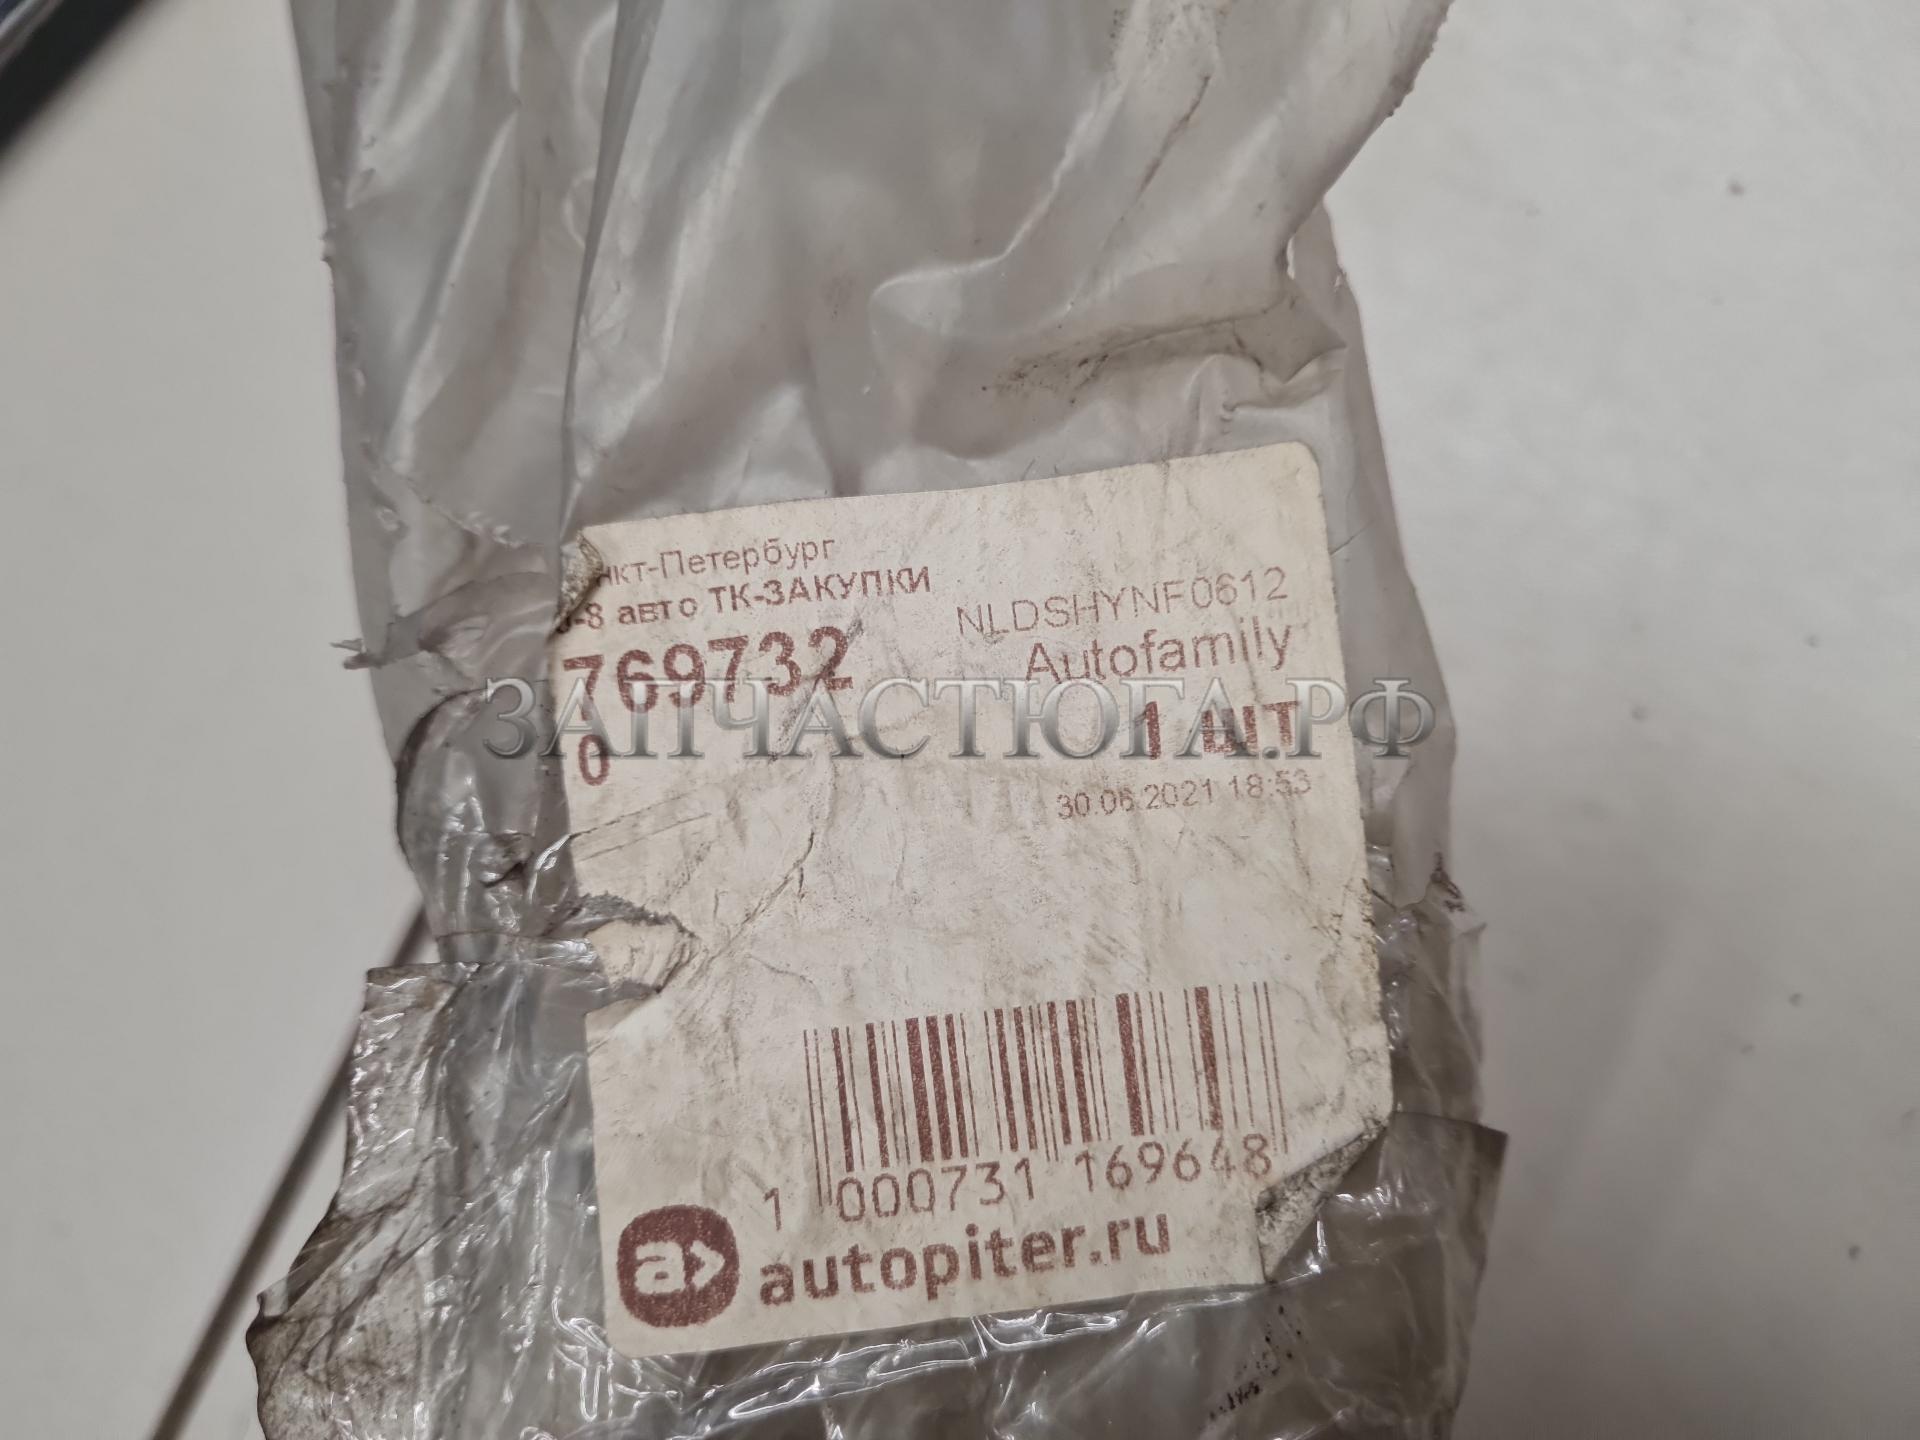 нкт-Петербург
-8 авто ТК-ЗАКУПКИ
NLDSHYNF0612
769732
Autofamily
ЗАПЧАСТЮГА.РФ
0
1 шт
30.06.2021 18:53
1 000731 169648
a>
autopiter.ru